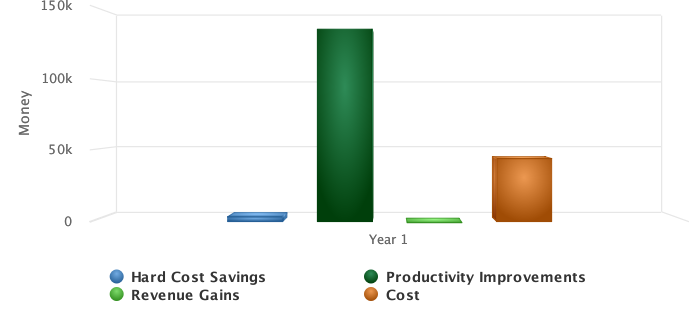 150k
100k
50k
0
Money
Year 1
Hard Cost Savings
Productivity Improvements
Revenue Gains
Cost